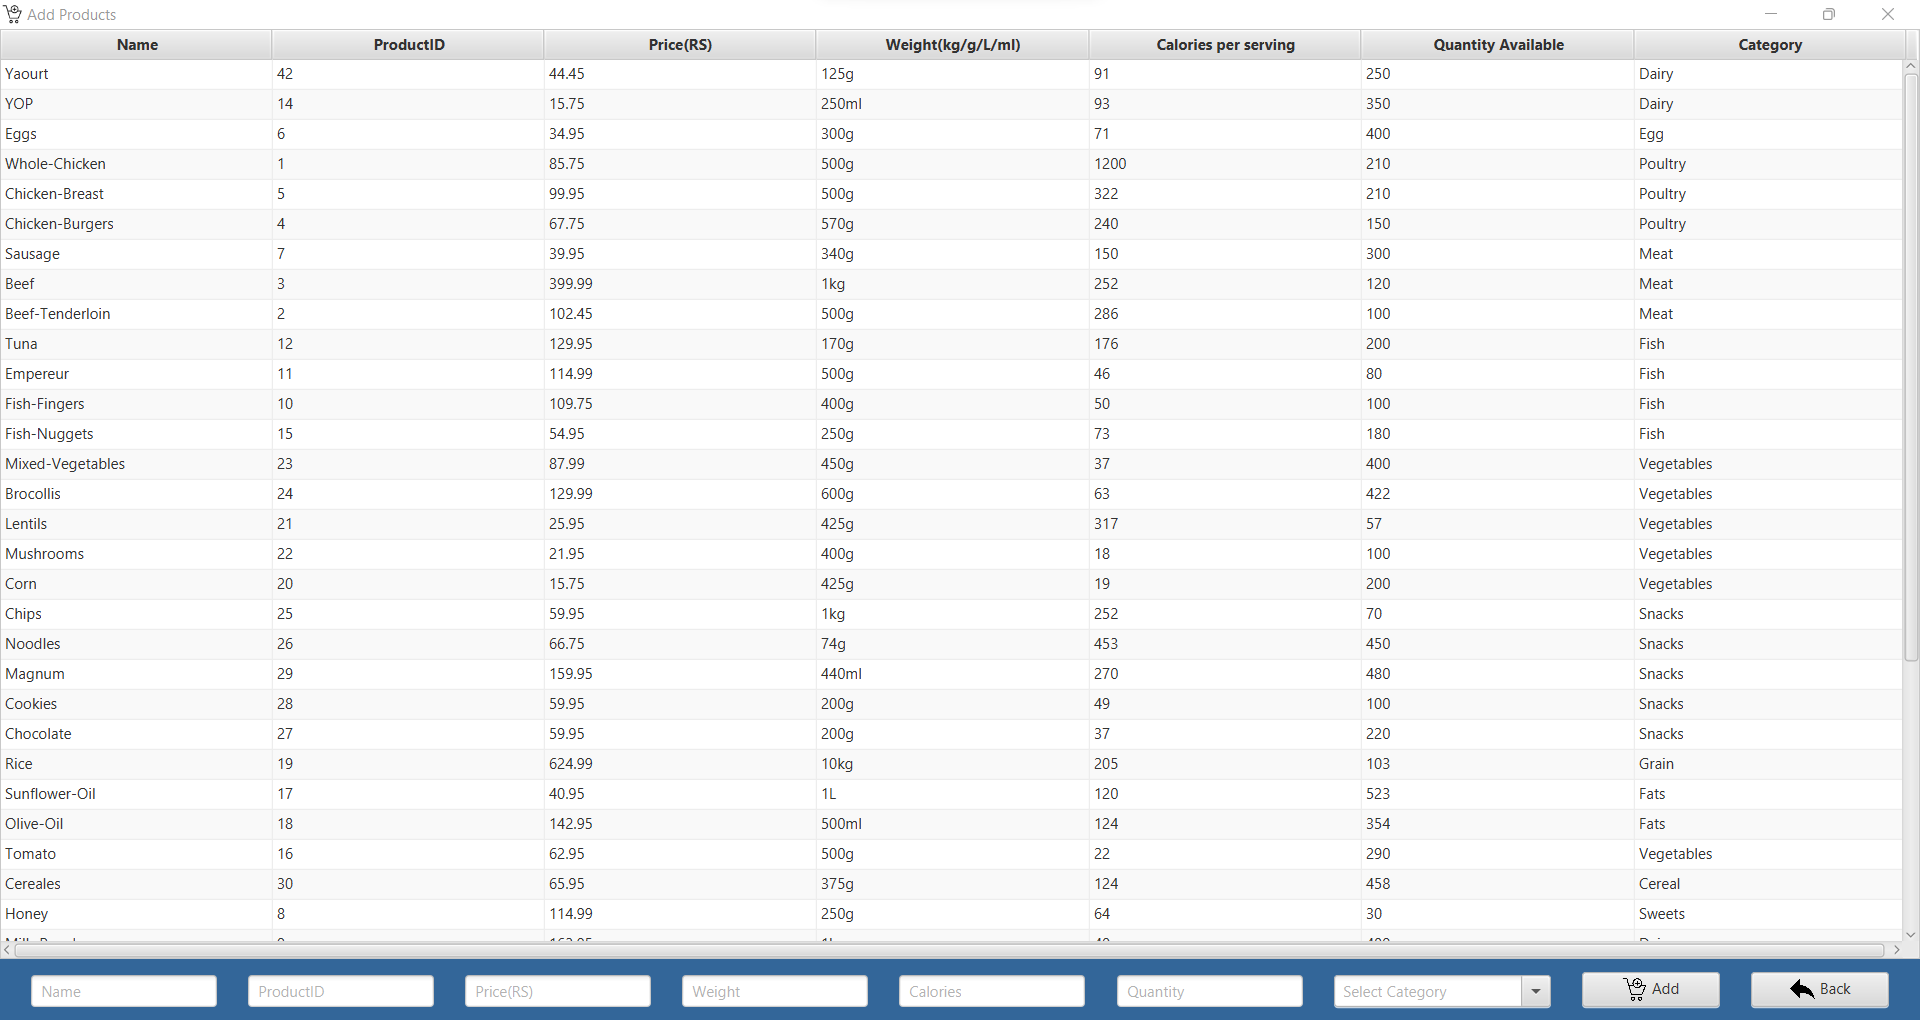 Add Products
Name ProductID Price(RS) Weight(kg/g/L/ml) Calories per serving Quantity Available Category
Yaourt 42 44.45 125g 91 250 Dairy
YOP 14 15.75 250ml 93 350 Dairy
Eggs 6 34.95 300g 71 400 Egg
Whole-Chicken 1 85.75 500g 1200 210 Poultry
Chicken-Breast 5 99.95 500g 322 210 Poultry
Chicken-Burgers 4 67.75 570g 240 150 Poultry
Sausage 7 39.95 340g 150 300 Meat
Beef 3 399.99 1kg 252 120 Meat
Beef-Tenderloin 2 102.45 500g 286 100 Meat
Tuna 12 129.95 170g 176 200 Fish
Empereur 11 114.99 500g 46 80 Fish
Fish-Fingers 10 109.75 400g 50 100 Fish
Fish-Nuggets 15 54.95 250g 73 180 Fish
Mixed-Vegetables 23 87.99 450g 37 400 Vegetables
Brocollis 24 129.99 600g 63 422 Vegetables
Lentils 21 25.95 425g 317 57 Vegetables
Mushrooms 22 21.95 400g 18 100 Vegetables
Corn 20 15.75 425g 19 200 Vegetables
Chips 25 59.95 1kg 252 70 Snacks
Noodles 26 66.75 74g 453 450 Snacks
Magnum 29 159.95 440ml 270 480 Snacks
Cookies 28 59.95 200g 49 100 Snacks
Chocolate 27 59.95 200g 37 220 Snacks
Rice 19 624.99 10kg 205 103 Grain
Sunflower-Oil 17 40.95 1L 120 523 Fats
Olive-Oil 18 142.95 500ml 124 354 Fats
Tomato 16 62.95 500g 22 290 Vegetables
Cereales 30 65.95 375g 124 458 Cereal
Honey 8 114.99 250g 64 30 Sweets
Name ProductID Price(RS) Weight Calories Quantity Select Category Add Back